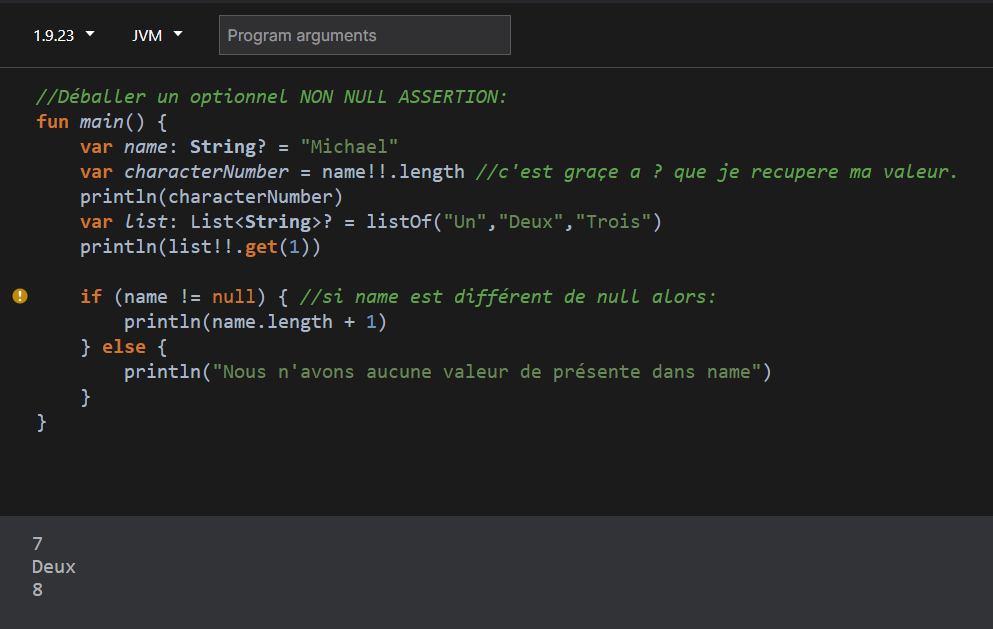 1.9.23 JVM Program arguments
//Déballer un optionnel NON NULL ASSERTION:
fun main() {
    var name: String? = "Michael"
    var characterNumber = name!!.length //c'est graçe a ? que je recupere ma valeur.
    println(characterNumber)
    var list: List<String>? = listOf("Un","Deux","Trois")
    println(list!!.get(1))
    if (name != null) { //si name est différent de null alors:
        println(name.length + 1)
    } else {
        println("Nous n'avons aucune valeur de présente dans name")
    }
}
7
Deux
8